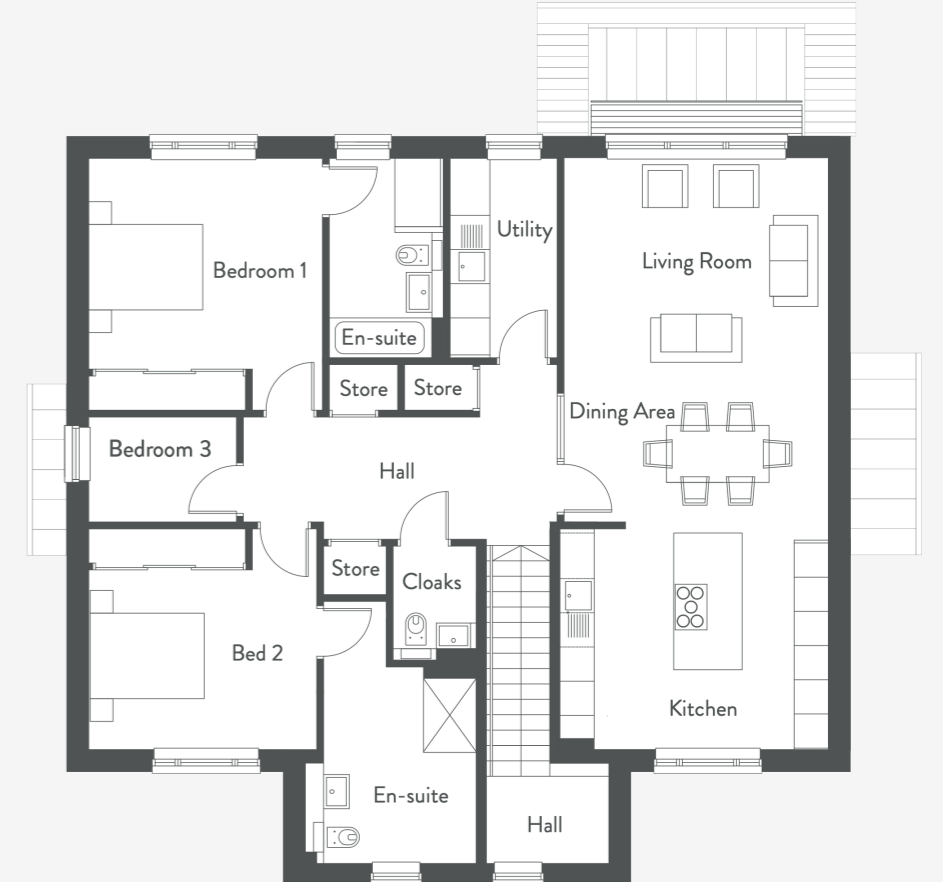 Utility
Living Room
Bedroom 1
En-suite
Store
Store
Dining Area
Bedroom 3
Hall
Store
Cloaks
Bed 2
Kitchen
En-suite
Hall